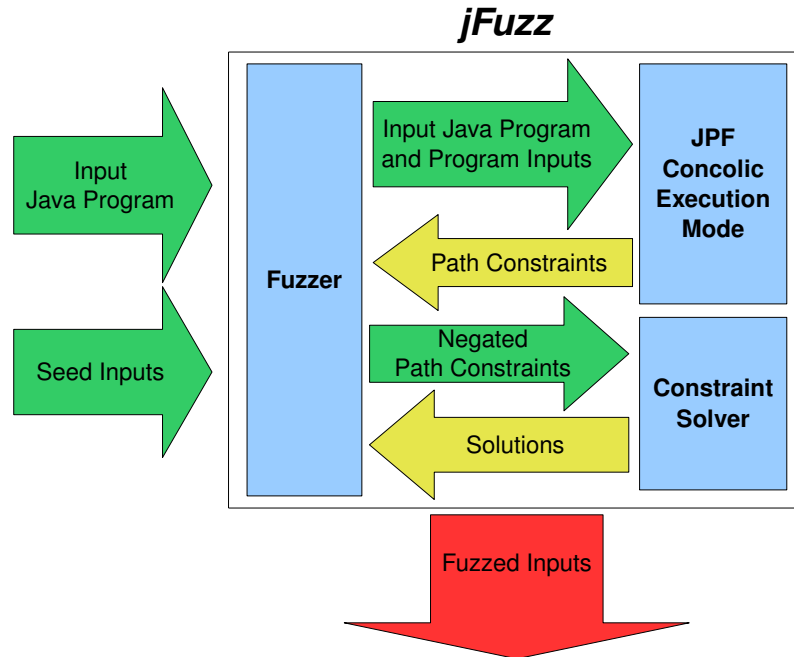 jFuzz
Input
Java Program
Seed Inputs
Fuzzer
Input Java Program
and Program Inputs
Path Constraints
Negated
Path Constraints
Solutions
JPF
Concolic
Execution
Mode
Constraint
Solver
Fuzzed Inputs